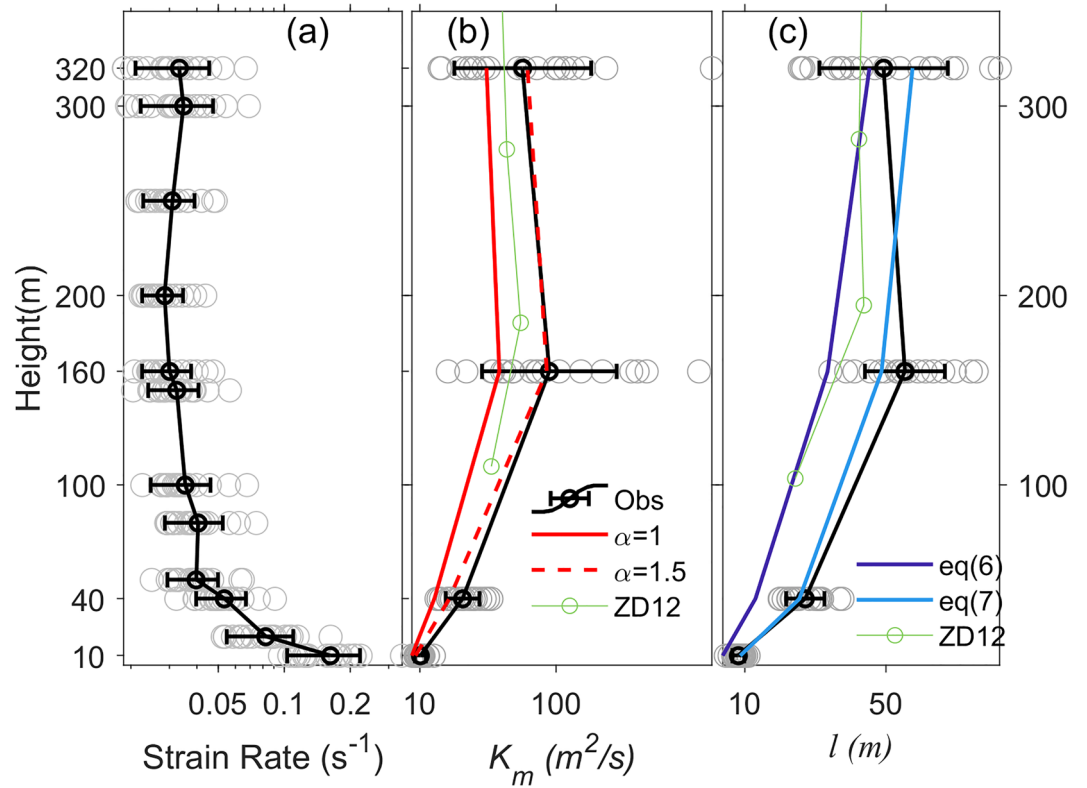 (a)
(b)
(c)
320
300
200
160
100
40
10
Height(m)
300
200
100
Obs
α=1
α=1.5
ZD12
eq(6)
eq(7)
ZD12
0.05 0.1 0.2
10 100
10 50
Strain Rate (s⁻¹)
Kₘ (m²/s)
l (m)